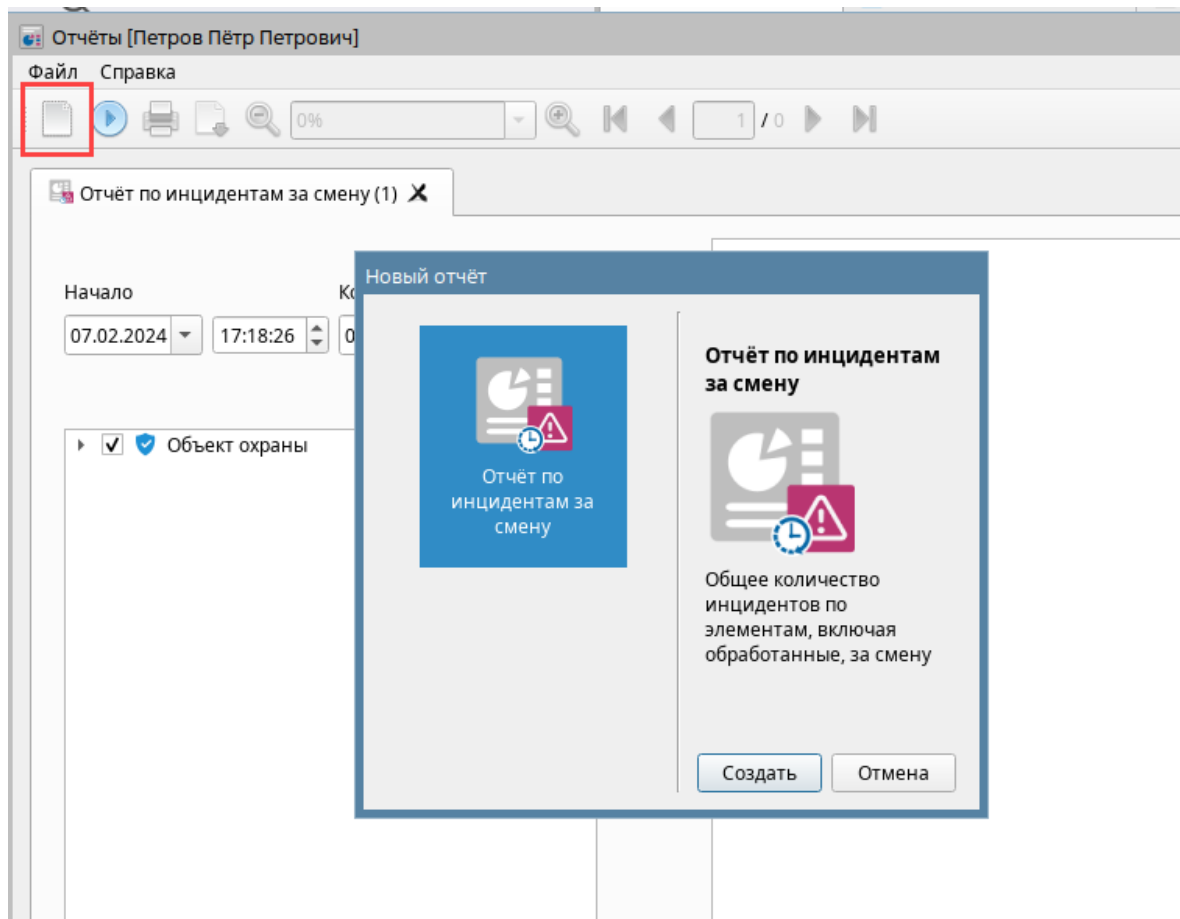 Отчёты [Петров Пётр Петрович]
Файл Справка
0%
1 / 0
Отчёт по инцидентам за смену (1)
Новый отчёт
Начало
07.02.2024 17:18:26
Объект охраны
Отчёт по
инцидентам за
смену
Отчёт по инцидентам
за смену
Общее количество
инцидентов по
элементам, включая
обработанные, за смену
Создать Отмена